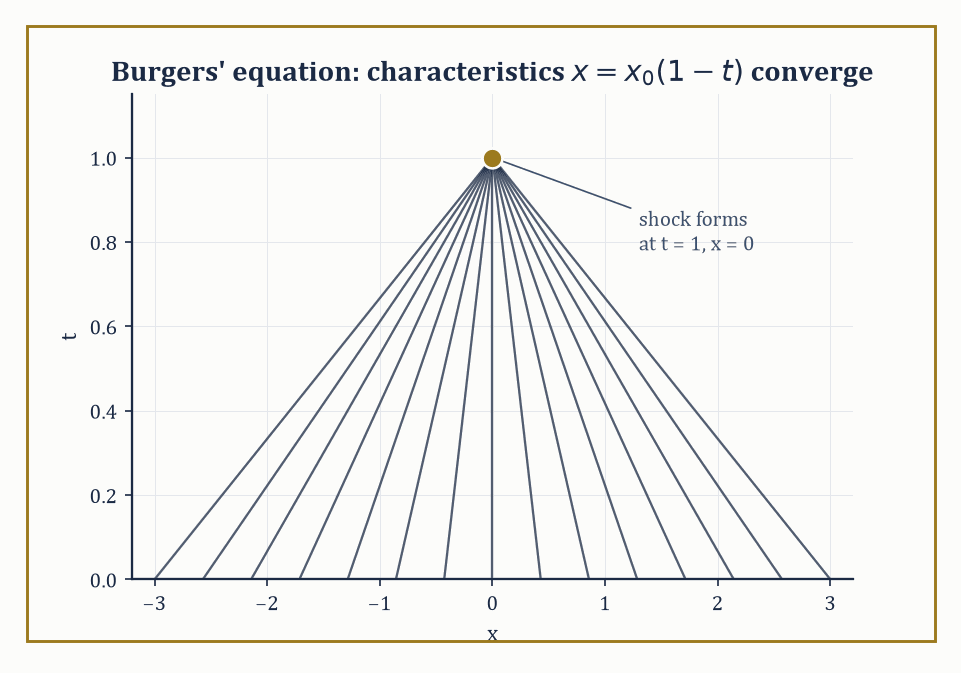 Burgers' equation: characteristics x = x₀(1 − t) converge
1.0
shock forms
at t = 1, x = 0
0.8
0.6
t
0.4
0.2
0.0
−3 −2 −1 0 1 2 3
x